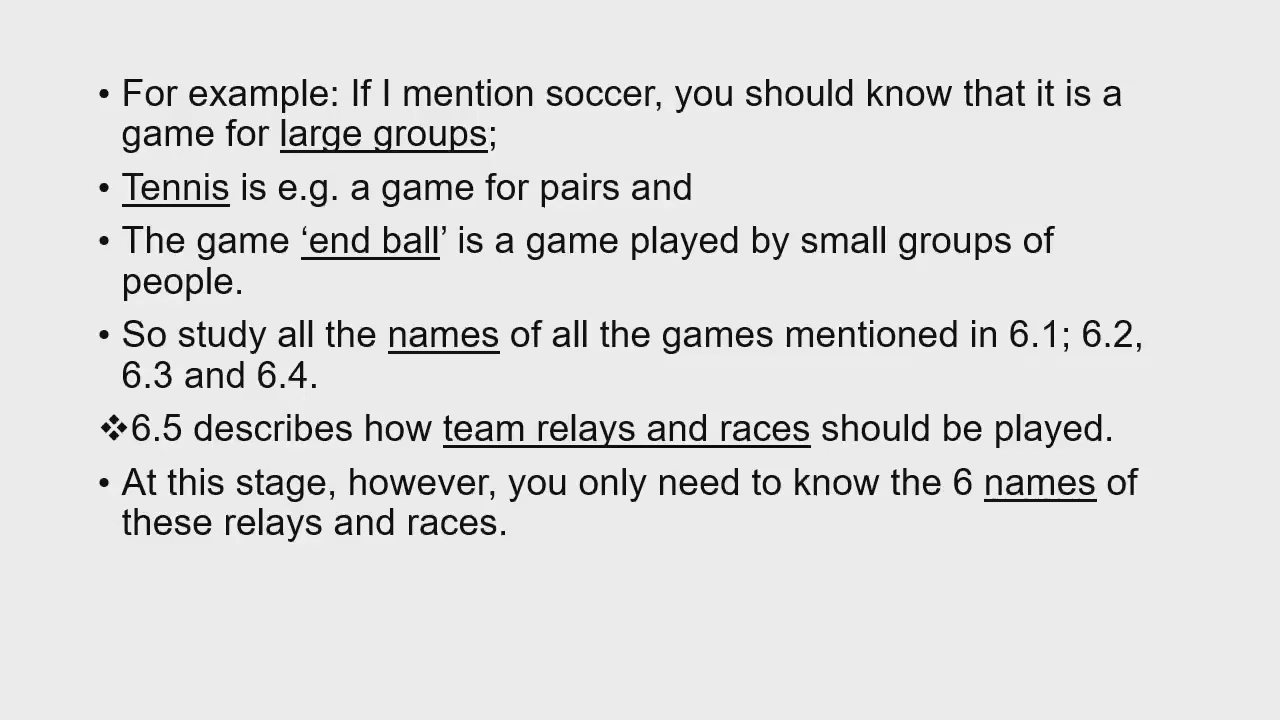 • For example: If I mention soccer, you should know that it is a
game for large groups;
• Tennis is e.g. a game for pairs and
• The game ‘end ball’ is a game played by small groups of
people.
• So study all the names of all the games mentioned in 6.1; 6.2,
6.3 and 6.4.
❖6.5 describes how team relays and races should be played.
• At this stage, however, you only need to know the 6 names of
these relays and races.